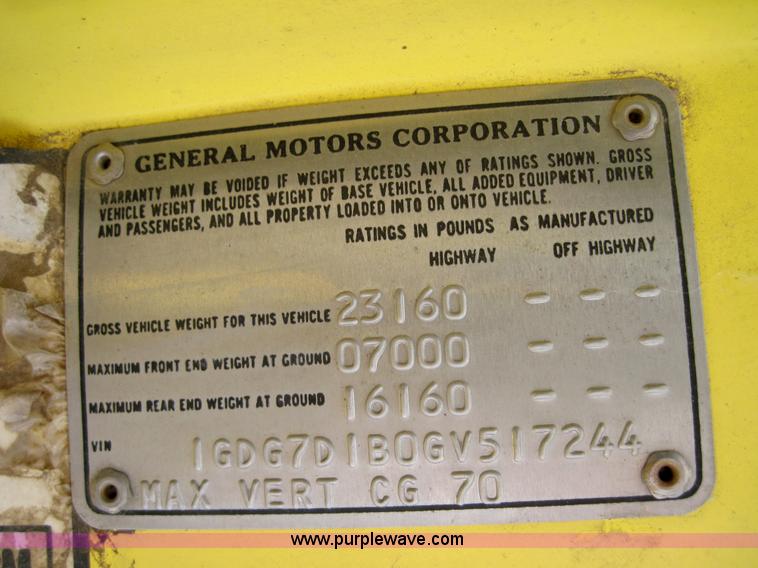 GENERAL MOTORS CORPORATION
WARRANTY MAY BE VOIDED IF WEIGHT EXCEEDS ANY OF RATINGS SHOWN. GROSS
VEHICLE WEIGHT INCLUDES WEIGHT OF BASE VEHICLE, ALL ADDED EQUIPMENT, DRIVER
AND PASSENGERS, AND ALL PROPERTY LOADED INTO OR ONTO VEHICLE.
RATINGS IN POUNDS AS MANUFACTURED
HIGHWAY OFF HIGHWAY
GROSS VEHICLE WEIGHT FOR THIS VEHICLE 23160 - - -
MAXIMUM FRONT END WEIGHT AT GROUND 07000 - - -
MAXIMUM REAR END WEIGHT AT GROUND 16160 - - -
VIN 1GDG7D1B0GV517244
MAX VERT CG 70
www.purplewave.com